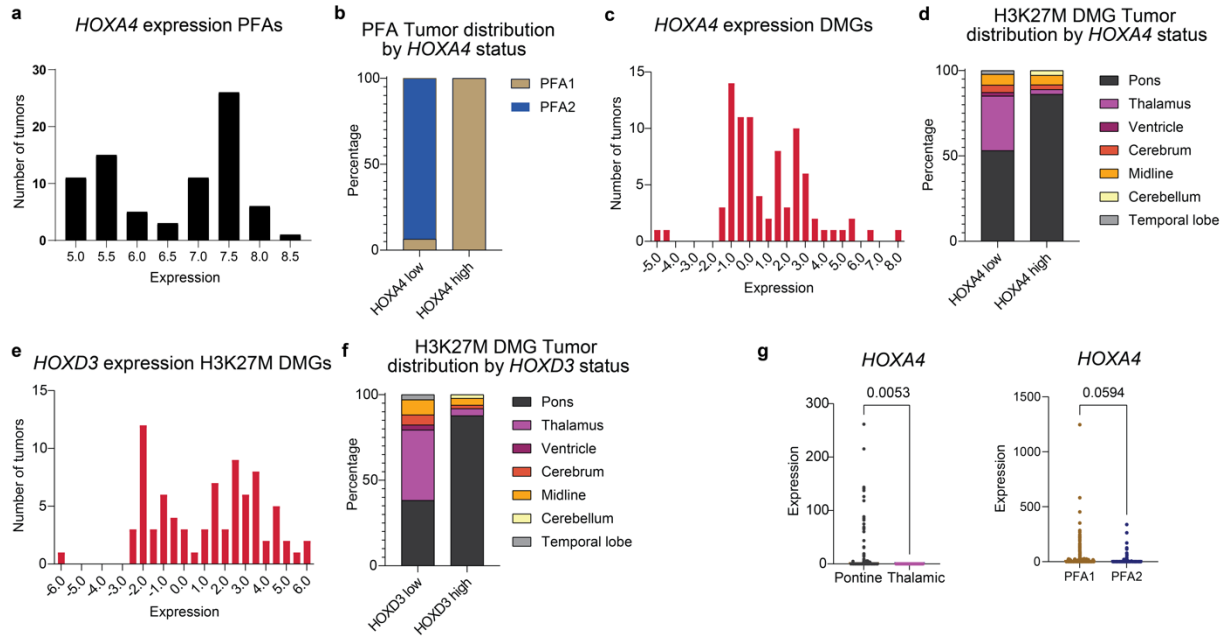 a
HOXA4 expression PFAs
Number of tumors
30
20
10
0
5.0 5.5 6.0 6.5 7.0 7.5 8.0 8.5
Expression
b
PFA Tumor distribution
by HOXA4 status
Percentage
100
50
0
HOXA4 low
HOXA4 high
PFA1
PFA2
c
HOXA4 expression DMGs
Number of tumors
15
10
5
0
-5.0 -4.0 -3.0 -2.0 -1.0 0.0 1.0 2.0 3.0 4.0 5.0 6.0 7.0 8.0
Expression
d
H3K27M DMG Tumor
distribution by HOXA4 status
Percentage
100
50
0
HOXA4 low
HOXA4 high
Pons
Thalamus
Ventricle
Cerebrum
Midline
Cerebellum
Temporal lobe
e
HOXD3 expression H3K27M DMGs
Number of tumors
15
10
5
0
-6.0 -5.0 -4.0 -3.0 -2.0 -1.0 0.0 1.0 2.0 3.0 4.0 5.0 6.0
Expression
f
H3K27M DMG Tumor
distribution by HOXD3 status
Percentage
100
50
0
HOXD3 low
HOXD3 high
Pons
Thalamus
Ventricle
Cerebrum
Midline
Cerebellum
Temporal lobe
g
HOXA4
0.0053
Expression
300
200
100
0
Pontine Thalamic
HOXA4
0.0594
Expression
1500
1000
500
0
PFA1 PFA2